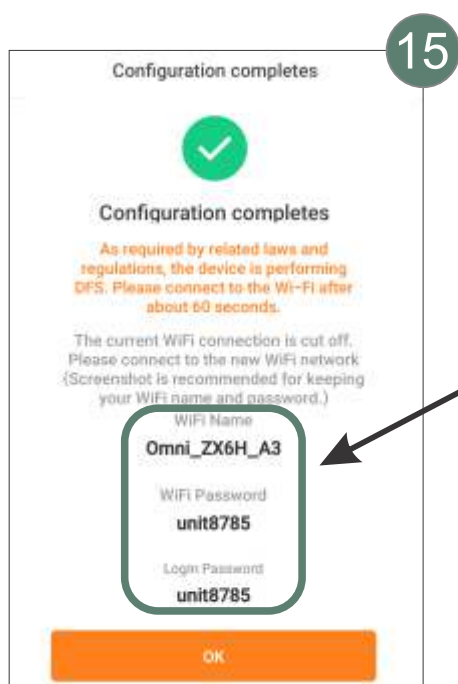 15
Configuration completes
Configuration completes
As required by related laws and
regulations, the device is performing
DFS. Please connect to the Wi-Fi after
about 60 seconds.
The current WiFi connection is cut off.
Please connect to the new WiFi network
(Screenshot is recommended for keeping
your WiFi name and password.)
WiFi Name
Omni_ZX6H_A3
WiFi Password
unit8785
Login Password
unit8785
OK